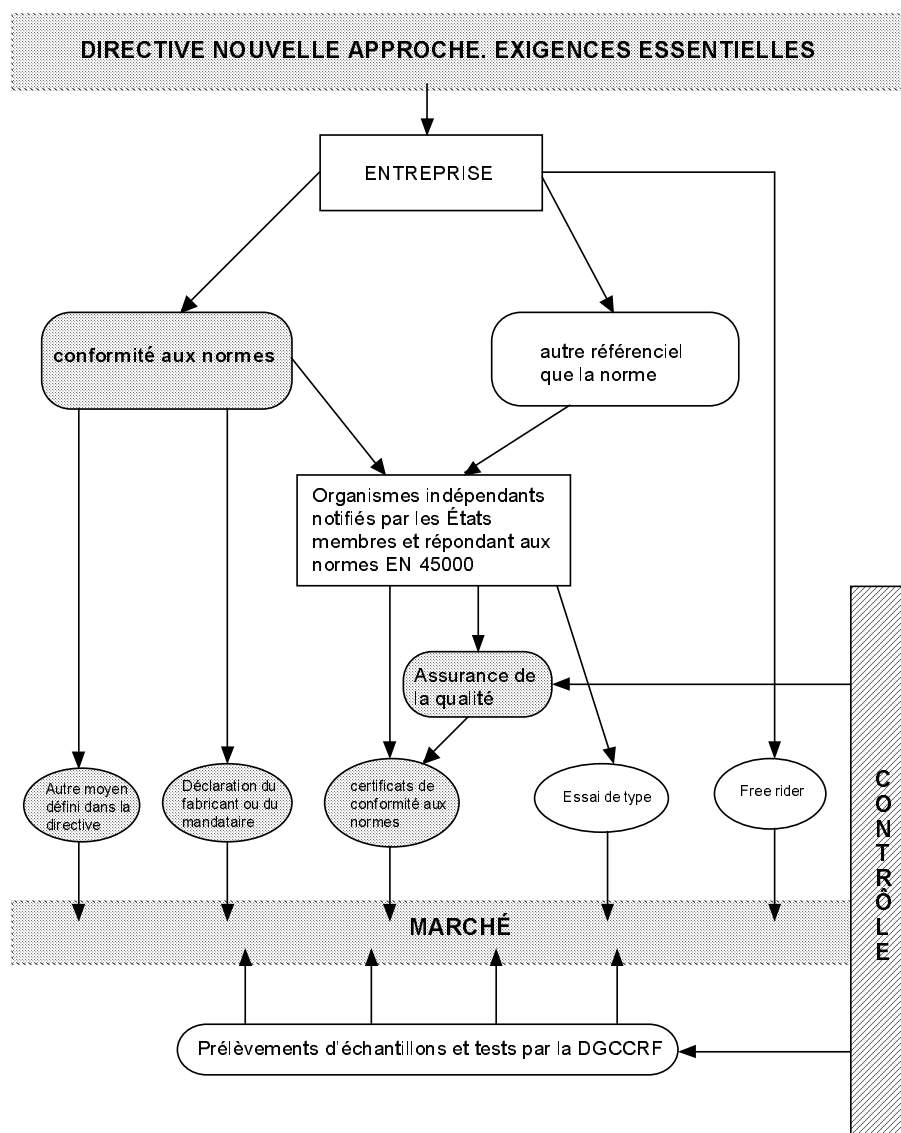 DIRECTIVE NOUVELLE APPROCHE. EXIGENCES ESSENTIELLES
ENTREPRISE
conformité aux normes
autre référenciel
que la norme
Organismes indépendants
notifiés par les États
membres et répondant aux
normes EN 45000
Assurance de
la qualité
Autre moyen
défini dans la
directive
Déclaration du
fabricant ou du
mandataire
certificats de
conformité aux
normes
Essai de type
Free rider
CONTRÔLE
MARCHÉ
Prélèvements d'échantillons et tests par la DGCCRF